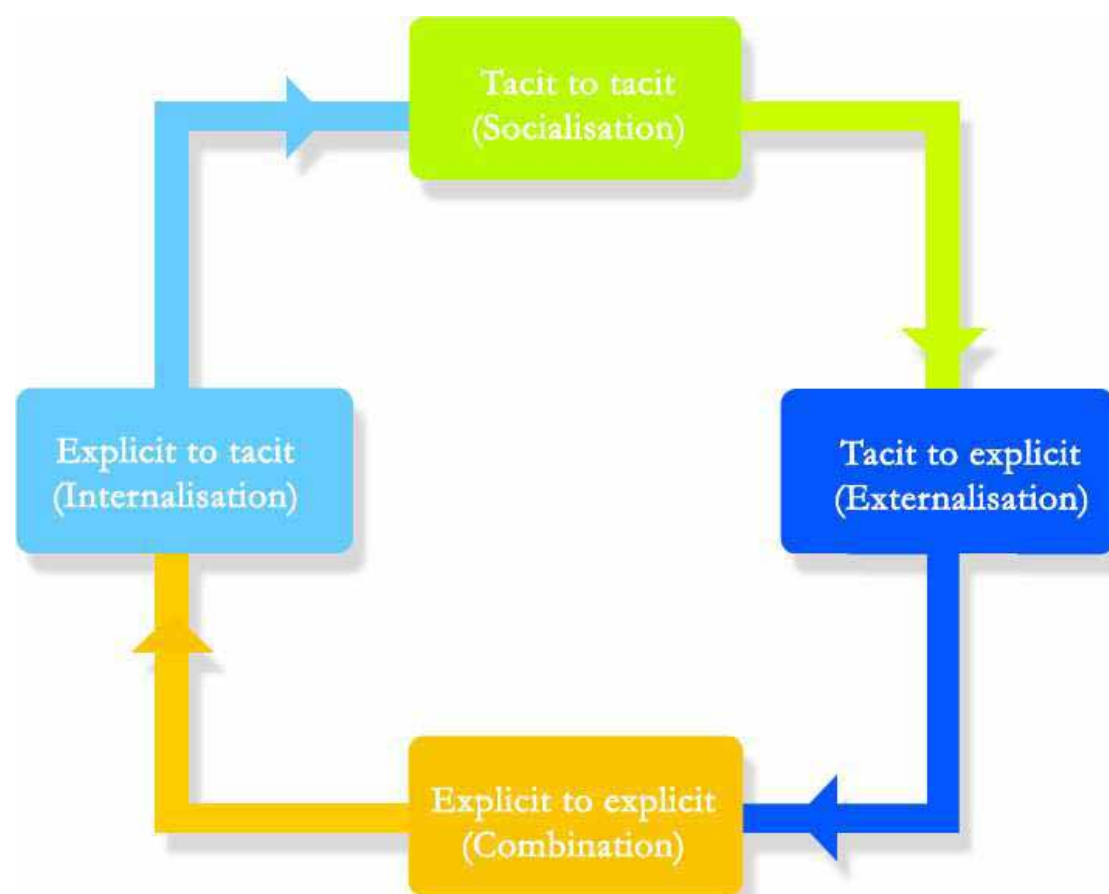 Tacit to tacit
(Socialisation)
Explicit to tacit
(Internalisation)
Tacit to explicit
(Externalisation)
Explicit to explicit
(Combination)